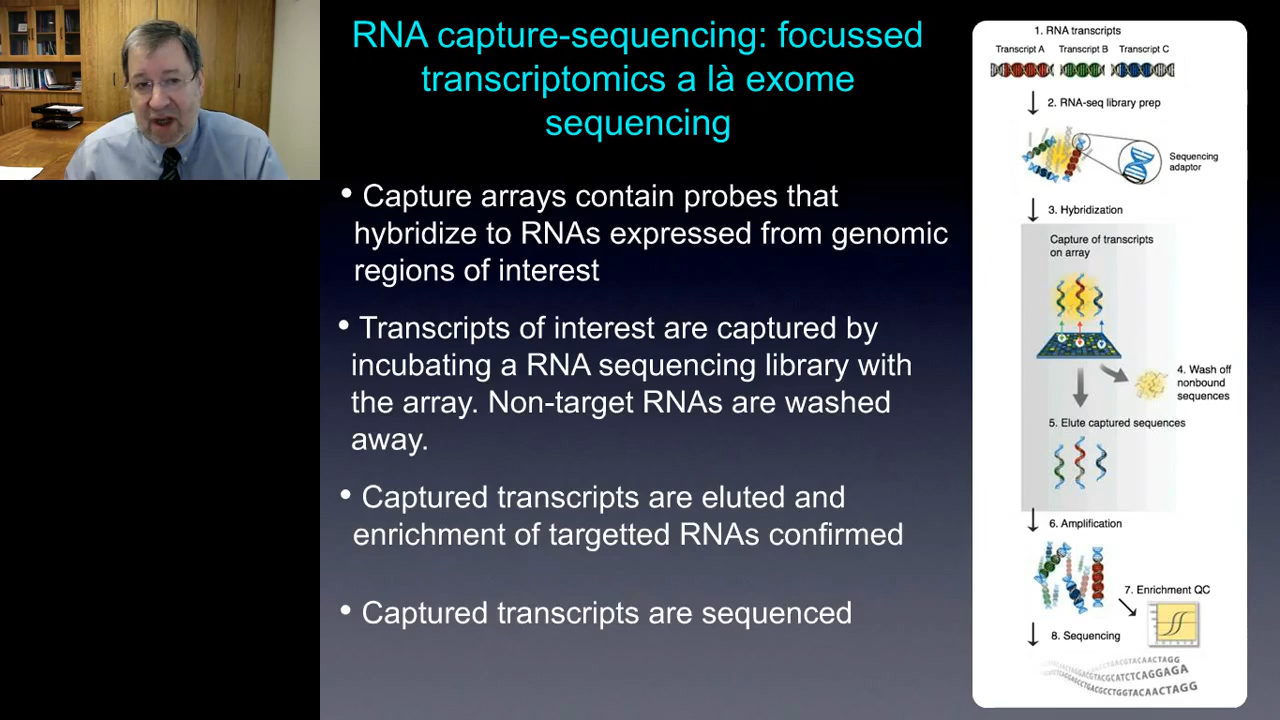 RNA capture-sequencing: focussed
transcriptomics a là exome
sequencing
• Capture arrays contain probes that
hybridize to RNAs expressed from genomic
regions of interest
• Transcripts of interest are captured by
incubating a RNA sequencing library with
the array. Non-target RNAs are washed
away.
• Captured transcripts are eluted and
enrichment of targetted RNAs confirmed
• Captured transcripts are sequenced
1. RNA transcripts
Transcript A Transcript B Transcript C
2. RNA-seq library prep
Sequencing
adaptor
3. Hybridization
Capture of transcripts
on array
4. Wash off
nonbound
sequences
5. Elute captured sequences
6. Amplification
7. Enrichment QC
8. Sequencing